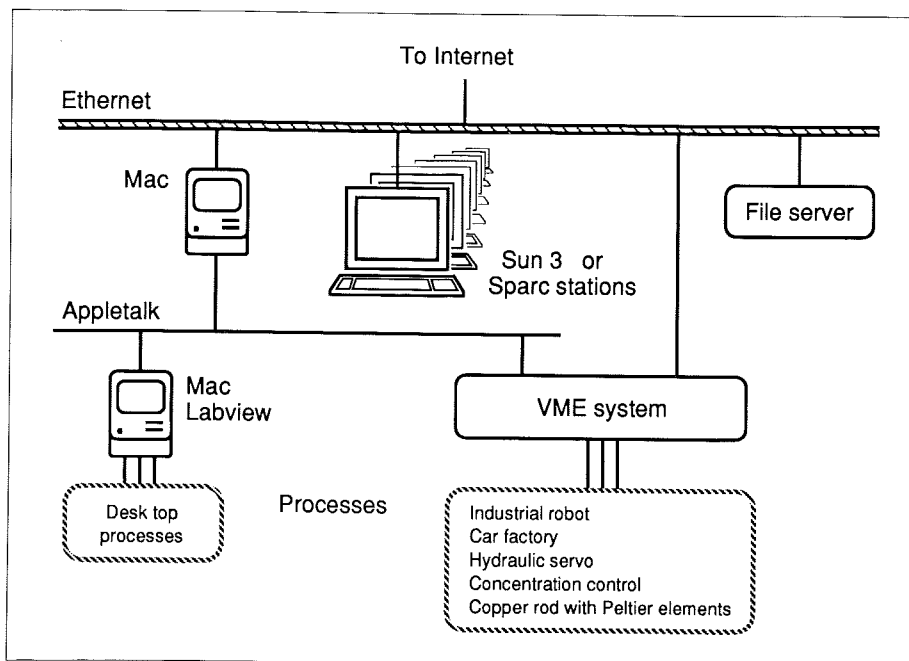 To Internet
Ethernet
Mac
File server
Sun 3 or
Sparc stations
Appletalk
Mac
Labview
VME system
Processes
Desk top
processes
Industrial robot
Car factory
Hydraulic servo
Concentration control
Copper rod with Peltier elements